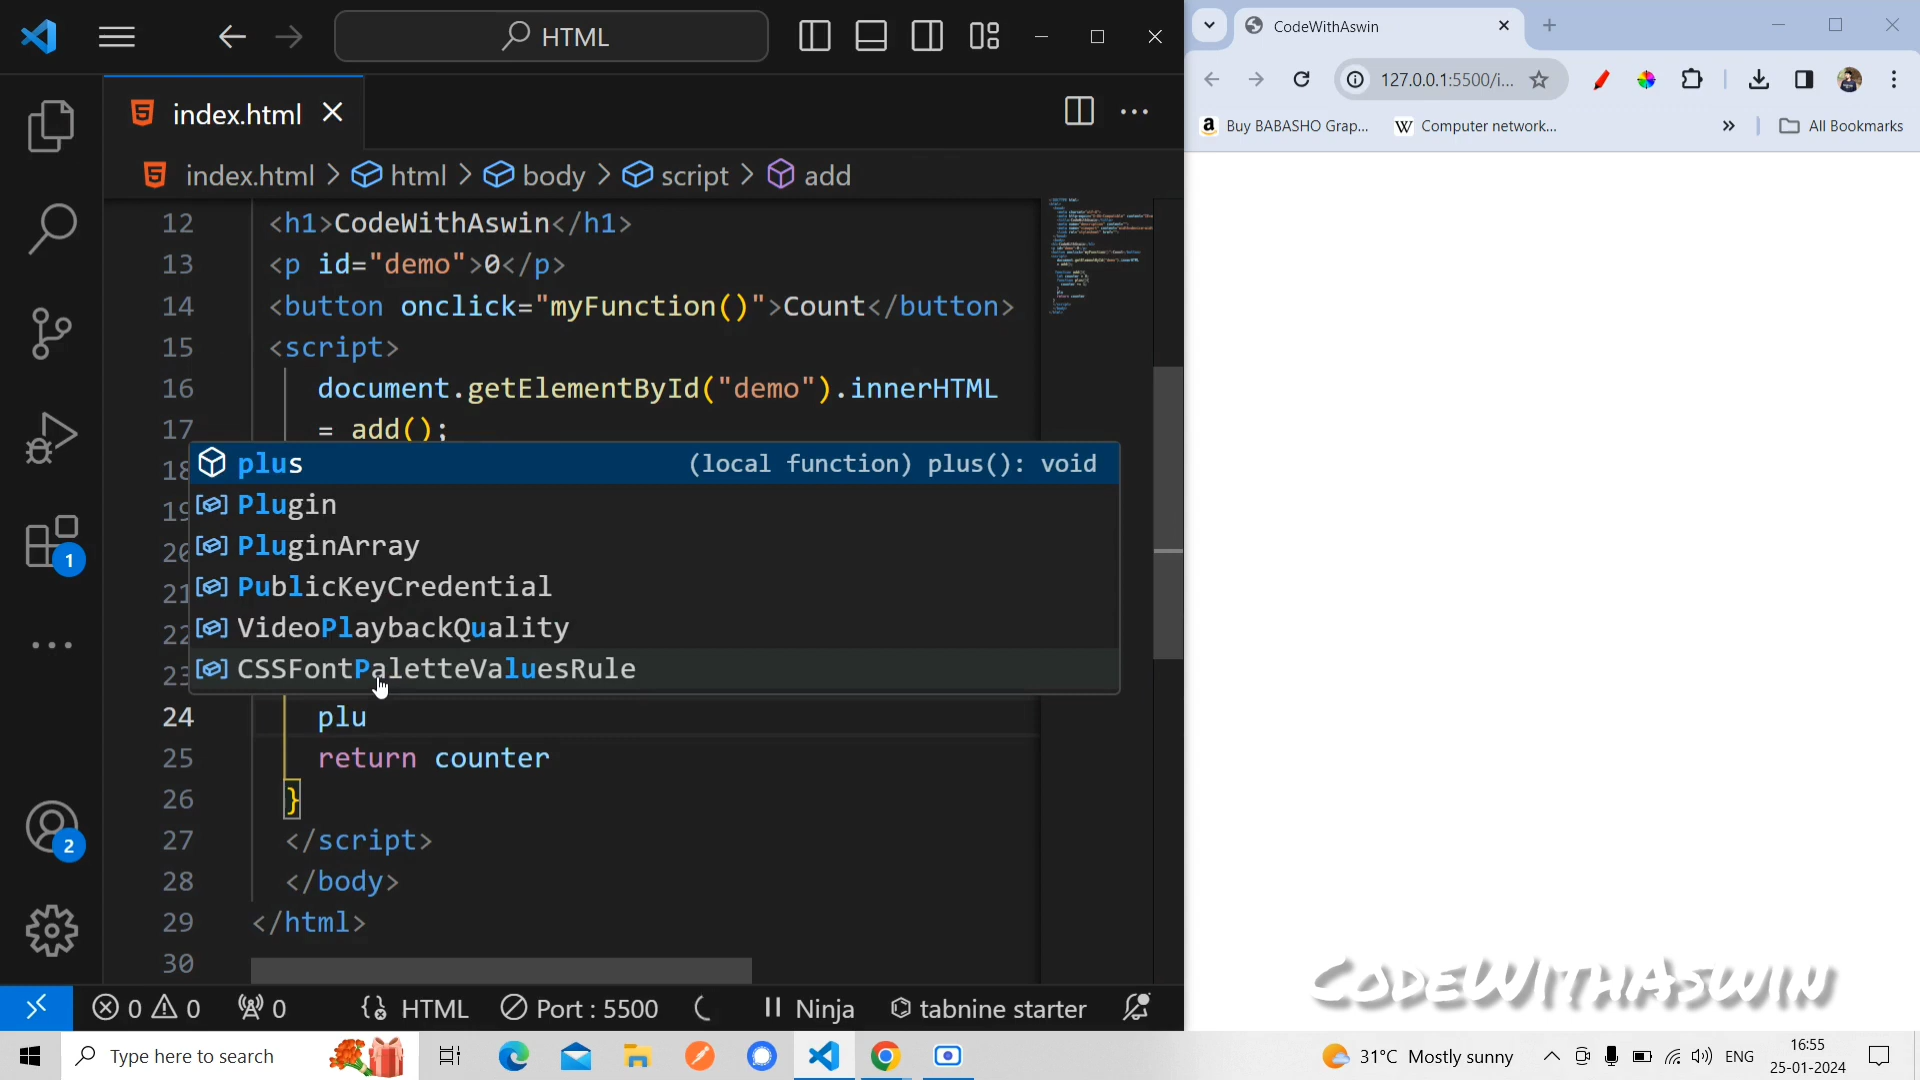 HTML
CodeWithAswin
index.html
127.0.0.1:5500/i...
Buy BABASHO Grap...
Computer network...
All Bookmarks
index.html > html > body > script > add
12 <h1>CodeWithAswin</h1>
13 <p id="demo">0</p>
14 <button onclick="myFunction()">Count</button>
15 <script>
16 document.getElementById("demo").innerHTML
17 = add();
plus (local function) plus(): void
Plugin
PluginArray
PublicKeyCredential
VideoPlaybackQuality
CSSFontPaletteValuesRule
24 plu
25 return counter
26 }
27 </script>
28 </body>
29 </html>
30
1
2
CodeWithAswin
0 0 0 HTML Port : 5500 Ninja tabnine starter
Type here to search
31°C Mostly sunny
ENG
16:55
25-01-2024